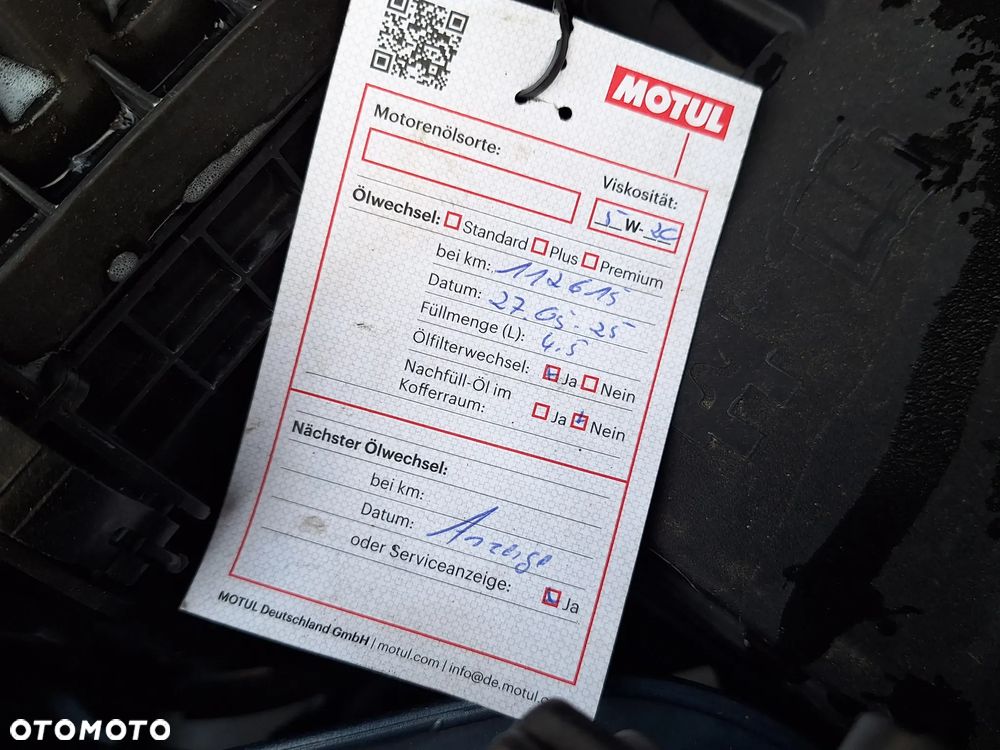 MOTUL
Motorenölsorte:
Viskosität:
5 W-20
Ölwechsel: Standard Plus Premium
bei km: 112615
Datum: 27.05.25
Füllmenge (L): 4.5
Ölfilterwechsel: Ja Nein
Nachfüll-Öl im
Kofferraum: Ja Nein
Nächster Ölwechsel:
bei km:
Datum: Anzeige
oder Serviceanzeige: Ja
MOTUL Deutschland GmbH | motul.com | info@de.motul.c
OTOMOTO